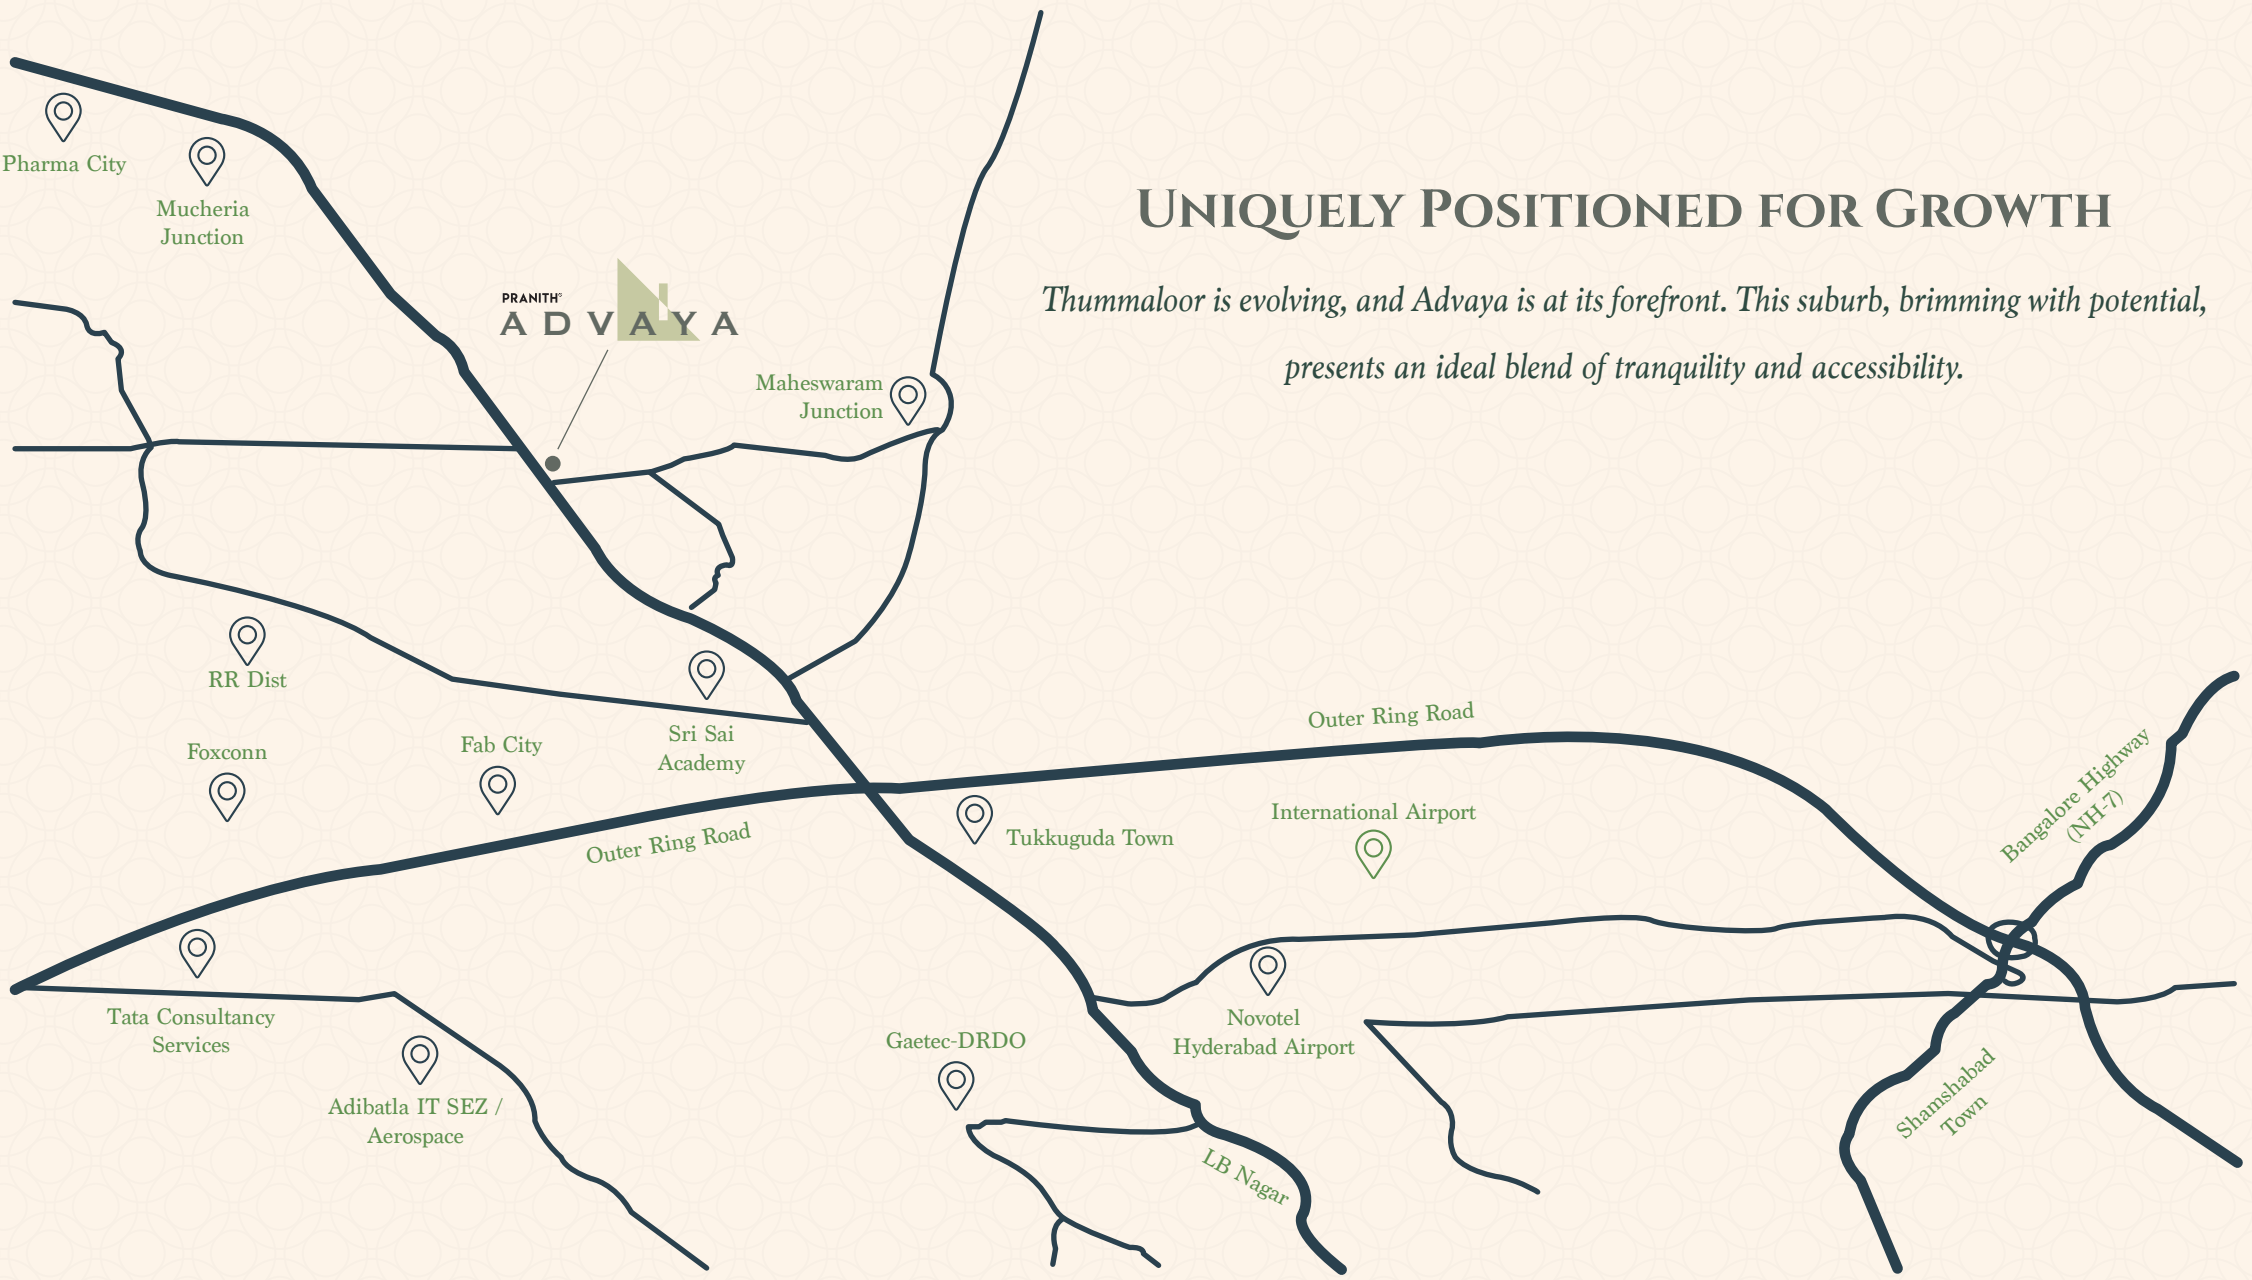 Pharma City
Mucheria
Junction
UNIQUELY POSITIONED FOR GROWTH
Thummaloor is evolving, and Advaya is at its forefront. This suburb, brimming with potential,
presents an ideal blend of tranquility and accessibility.
PRANITH®
ADVAYA
Maheswaram
Junction
RR Dist
Foxconn
Fab City
Sri Sai
Academy
Outer Ring Road
Outer Ring Road
Tukkuguda Town
International Airport
Bangalore Highway
(NH-7)
Tata Consultancy
Services
Adibatla IT SEZ /
Aerospace
Gaetec-DRDO
Novotel
Hyderabad Airport
LB Nagar
Shamshabad
Town